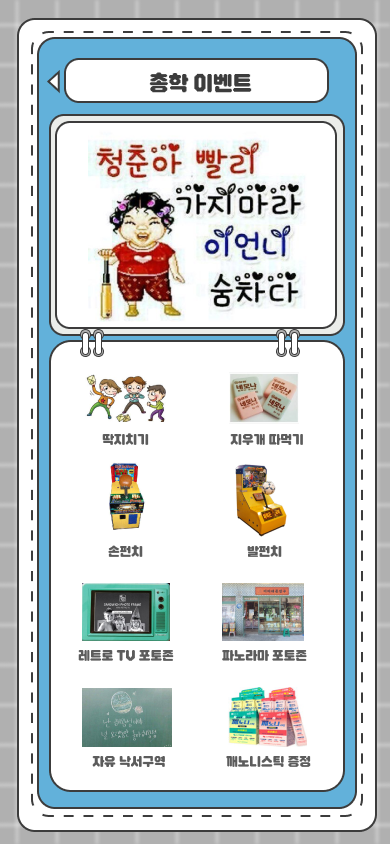 총학 이벤트
청춘아 빨리
가지마라
이언니
숨차다
딱지치기
지우개 따먹기
손펀치
발펀치
레트로 TV 포토존
파노라마 포토존
자유 낙서구역
깨노니스틱 증정